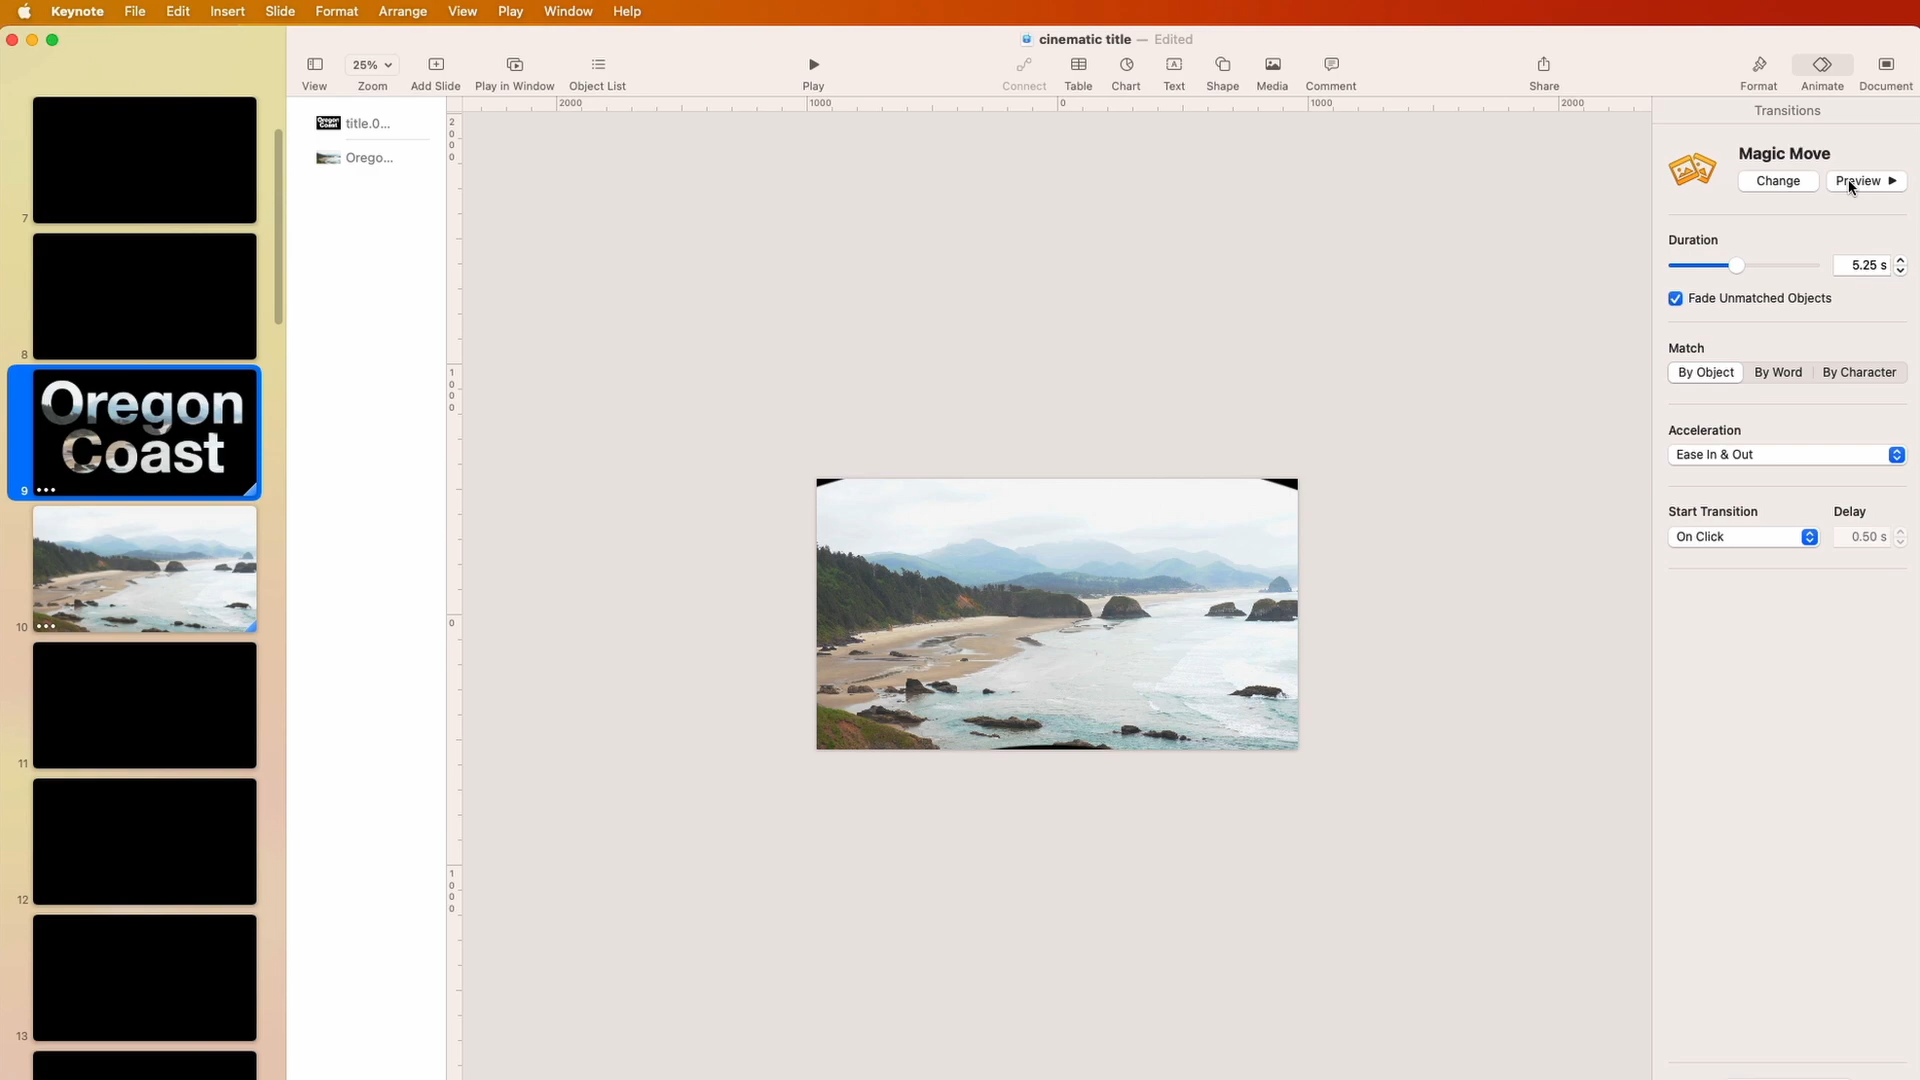 Keynote File Edit Insert Slide Format Arrange View Play Window Help
cinematic title — Edited
25%
View Zoom Add Slide Play in Window Object List Play Connect Table Chart Text Shape Media Comment Share Format Animate Document
2000 1000 0 1000 2000
Transitions
title.0...
Orego...
2000
1000
0
1000
7
8
Oregon
Coast
9
10
11
12
13
Magic Move
Change Preview
Duration
5.25 s
Fade Unmatched Objects
Match
By Object By Word By Character
Acceleration
Ease In & Out
Start Transition Delay
On Click 0.50 s